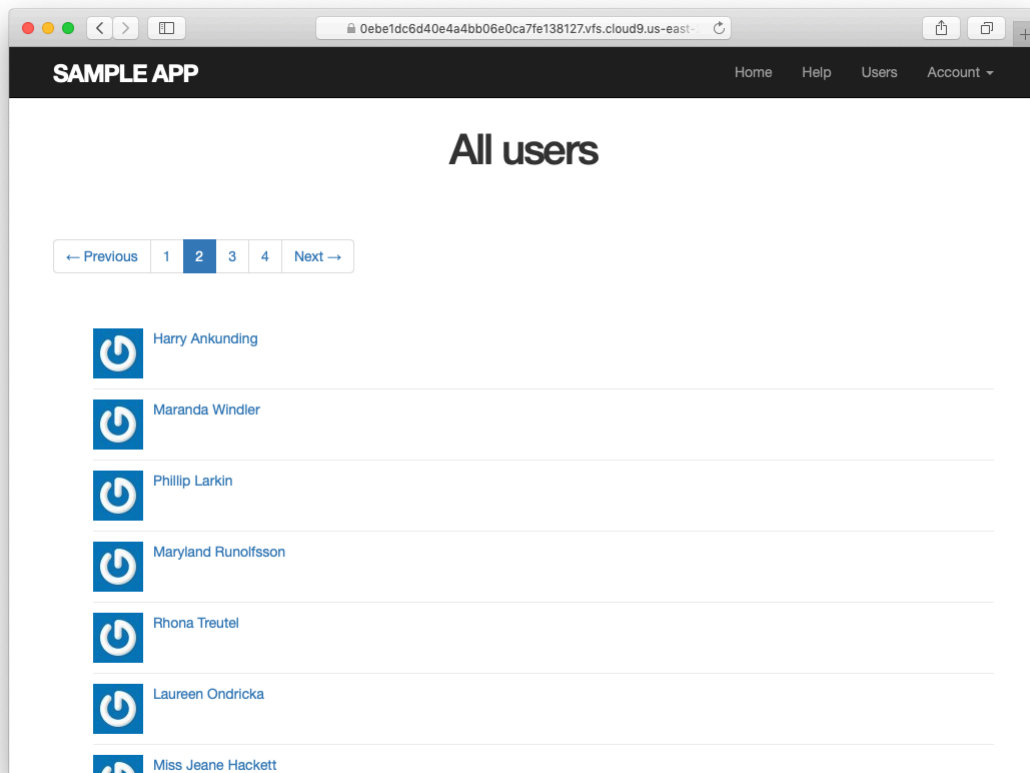 0ebe1dc6d40e4a4bb06e0ca7fe138127.vfs.cloud9.us-east-
SAMPLE APP Home Help Users Account
All users
← Previous 1 2 3 4 Next →
Harry Ankunding
Maranda Windler
Phillip Larkin
Maryland Runolfsson
Rhona Treutel
Laureen Ondricka
Miss Jeane Hackett